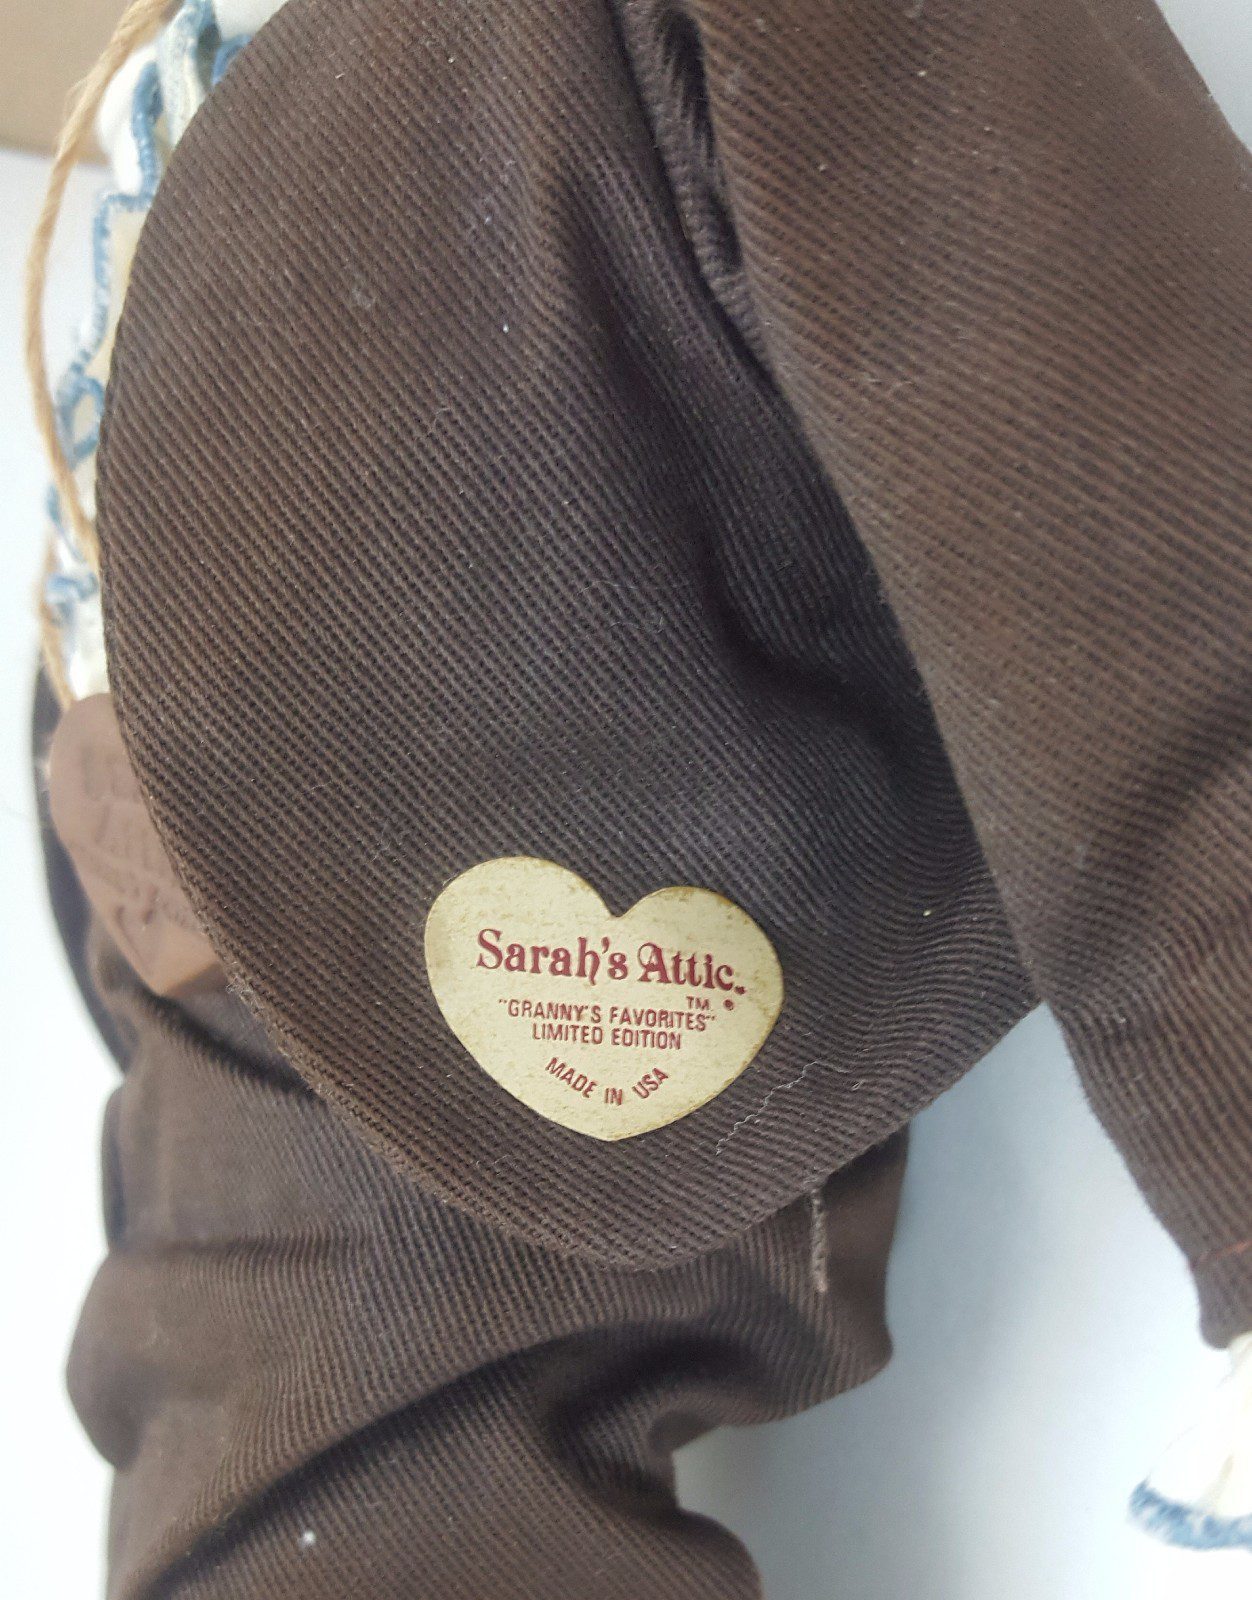 Sarah's Attic.
TM ®
"GRANNY'S FAVORITES"
LIMITED EDITION
MADE IN USA